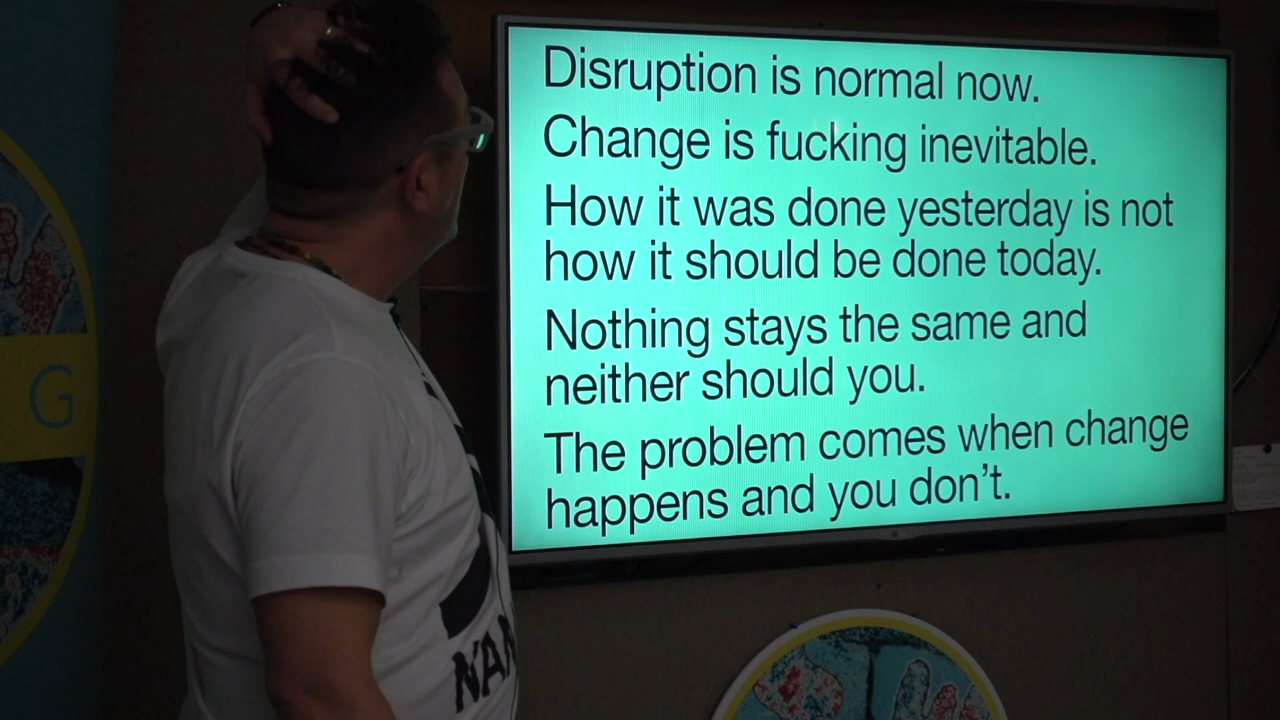 Disruption is normal now.
Change is fucking inevitable.
How it was done yesterday is not
how it should be done today.
Nothing stays the same and
neither should you.
The problem comes when change
happens and you don't.
G
NAN